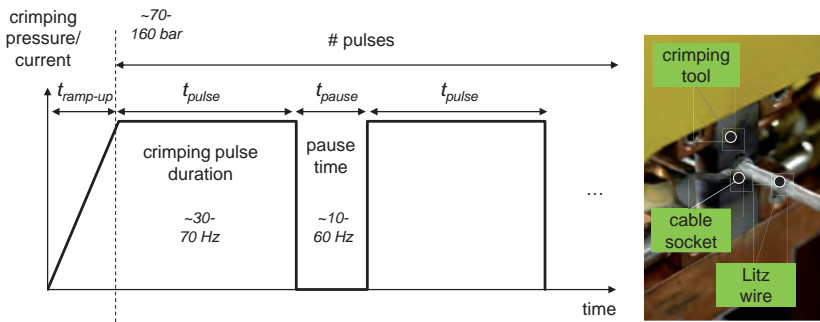 crimping
pressure/
current
~70-
160 bar
# pulses
t_ramp-up
t_pulse
t_pause
t_pulse
crimping pulse
duration
pause
time
~30-
70 Hz
~10-
60 Hz
...
time
crimping
tool
cable
socket
Litz
wire